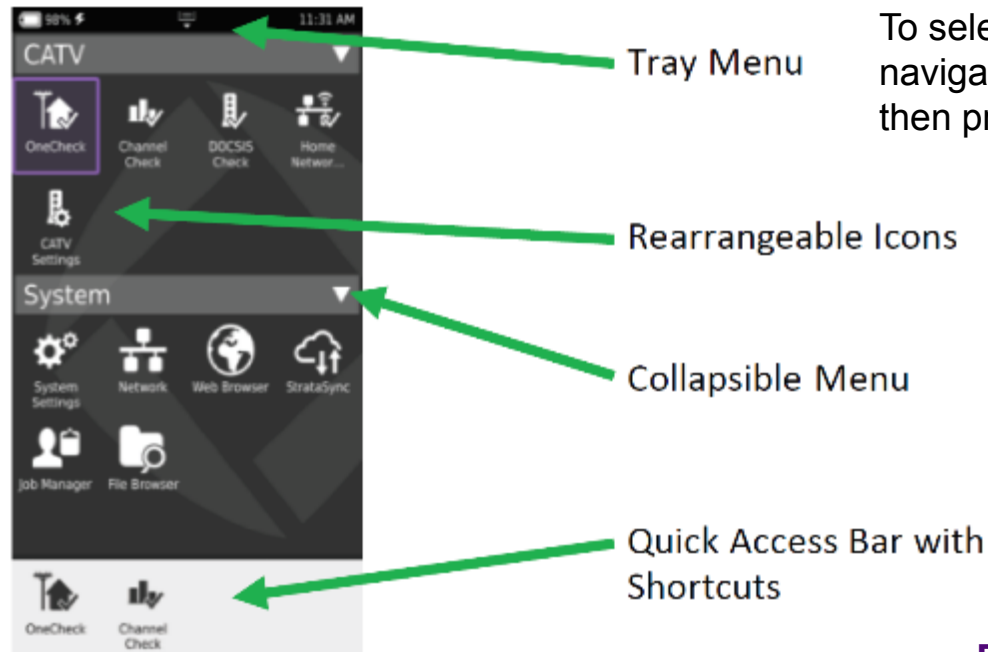 98%
11:31 AM
CATV
OneCheck
Channel
Check
DOCSIS
Check
Home
Networ...
CATV
Settings
System
System
Settings
Network
Web Browser
StrataSync
Job Manager
File Browser
OneCheck
Channel
Check
Tray Menu
Rearrangeable Icons
Collapsible Menu
Quick Access Bar with
Shortcuts
To sele
naviga
then pr